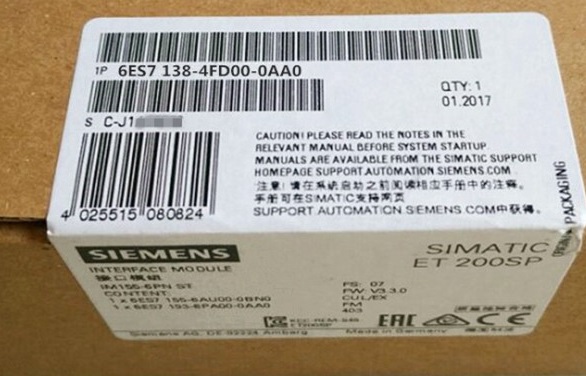 1P 6ES7 138-4FD00-0AA0
QTY: 1
01.2017
S C-J1
CAUTION! PLEASE READ THE NOTES IN THE
RELEVANT MANUAL BEFORE SYSTEM STARTUP.
MANUALS ARE AVAILABLE FROM THE SIMATIC SUPPORT
HOMEPAGE SUPPORT.AUTOMATION.SIEMENS.COM.
注意! 请在系统启动之前阅读相应手册中的注释。
手册可在SIMATIC支持网页
SUPPORT.AUTOMATION.SIEMENS.COM中获得。
4 025515 080824
ORIGINAL PACKAGING
SIEMENS
SIMATIC
ET 200SP
INTERFACE MODULE
接口模组
IM155-6PN ST
CONTENT:
1 x 6ES7 155-6AU00-0BN0
1 x 6ES7 193-6PA00-0AA0
FS: 07
FW: V3.3.0
CUL/EX
FM
403
EAC
CE
ET200SP
Siemens AG, DE-92224 Amberg
Made in Germany